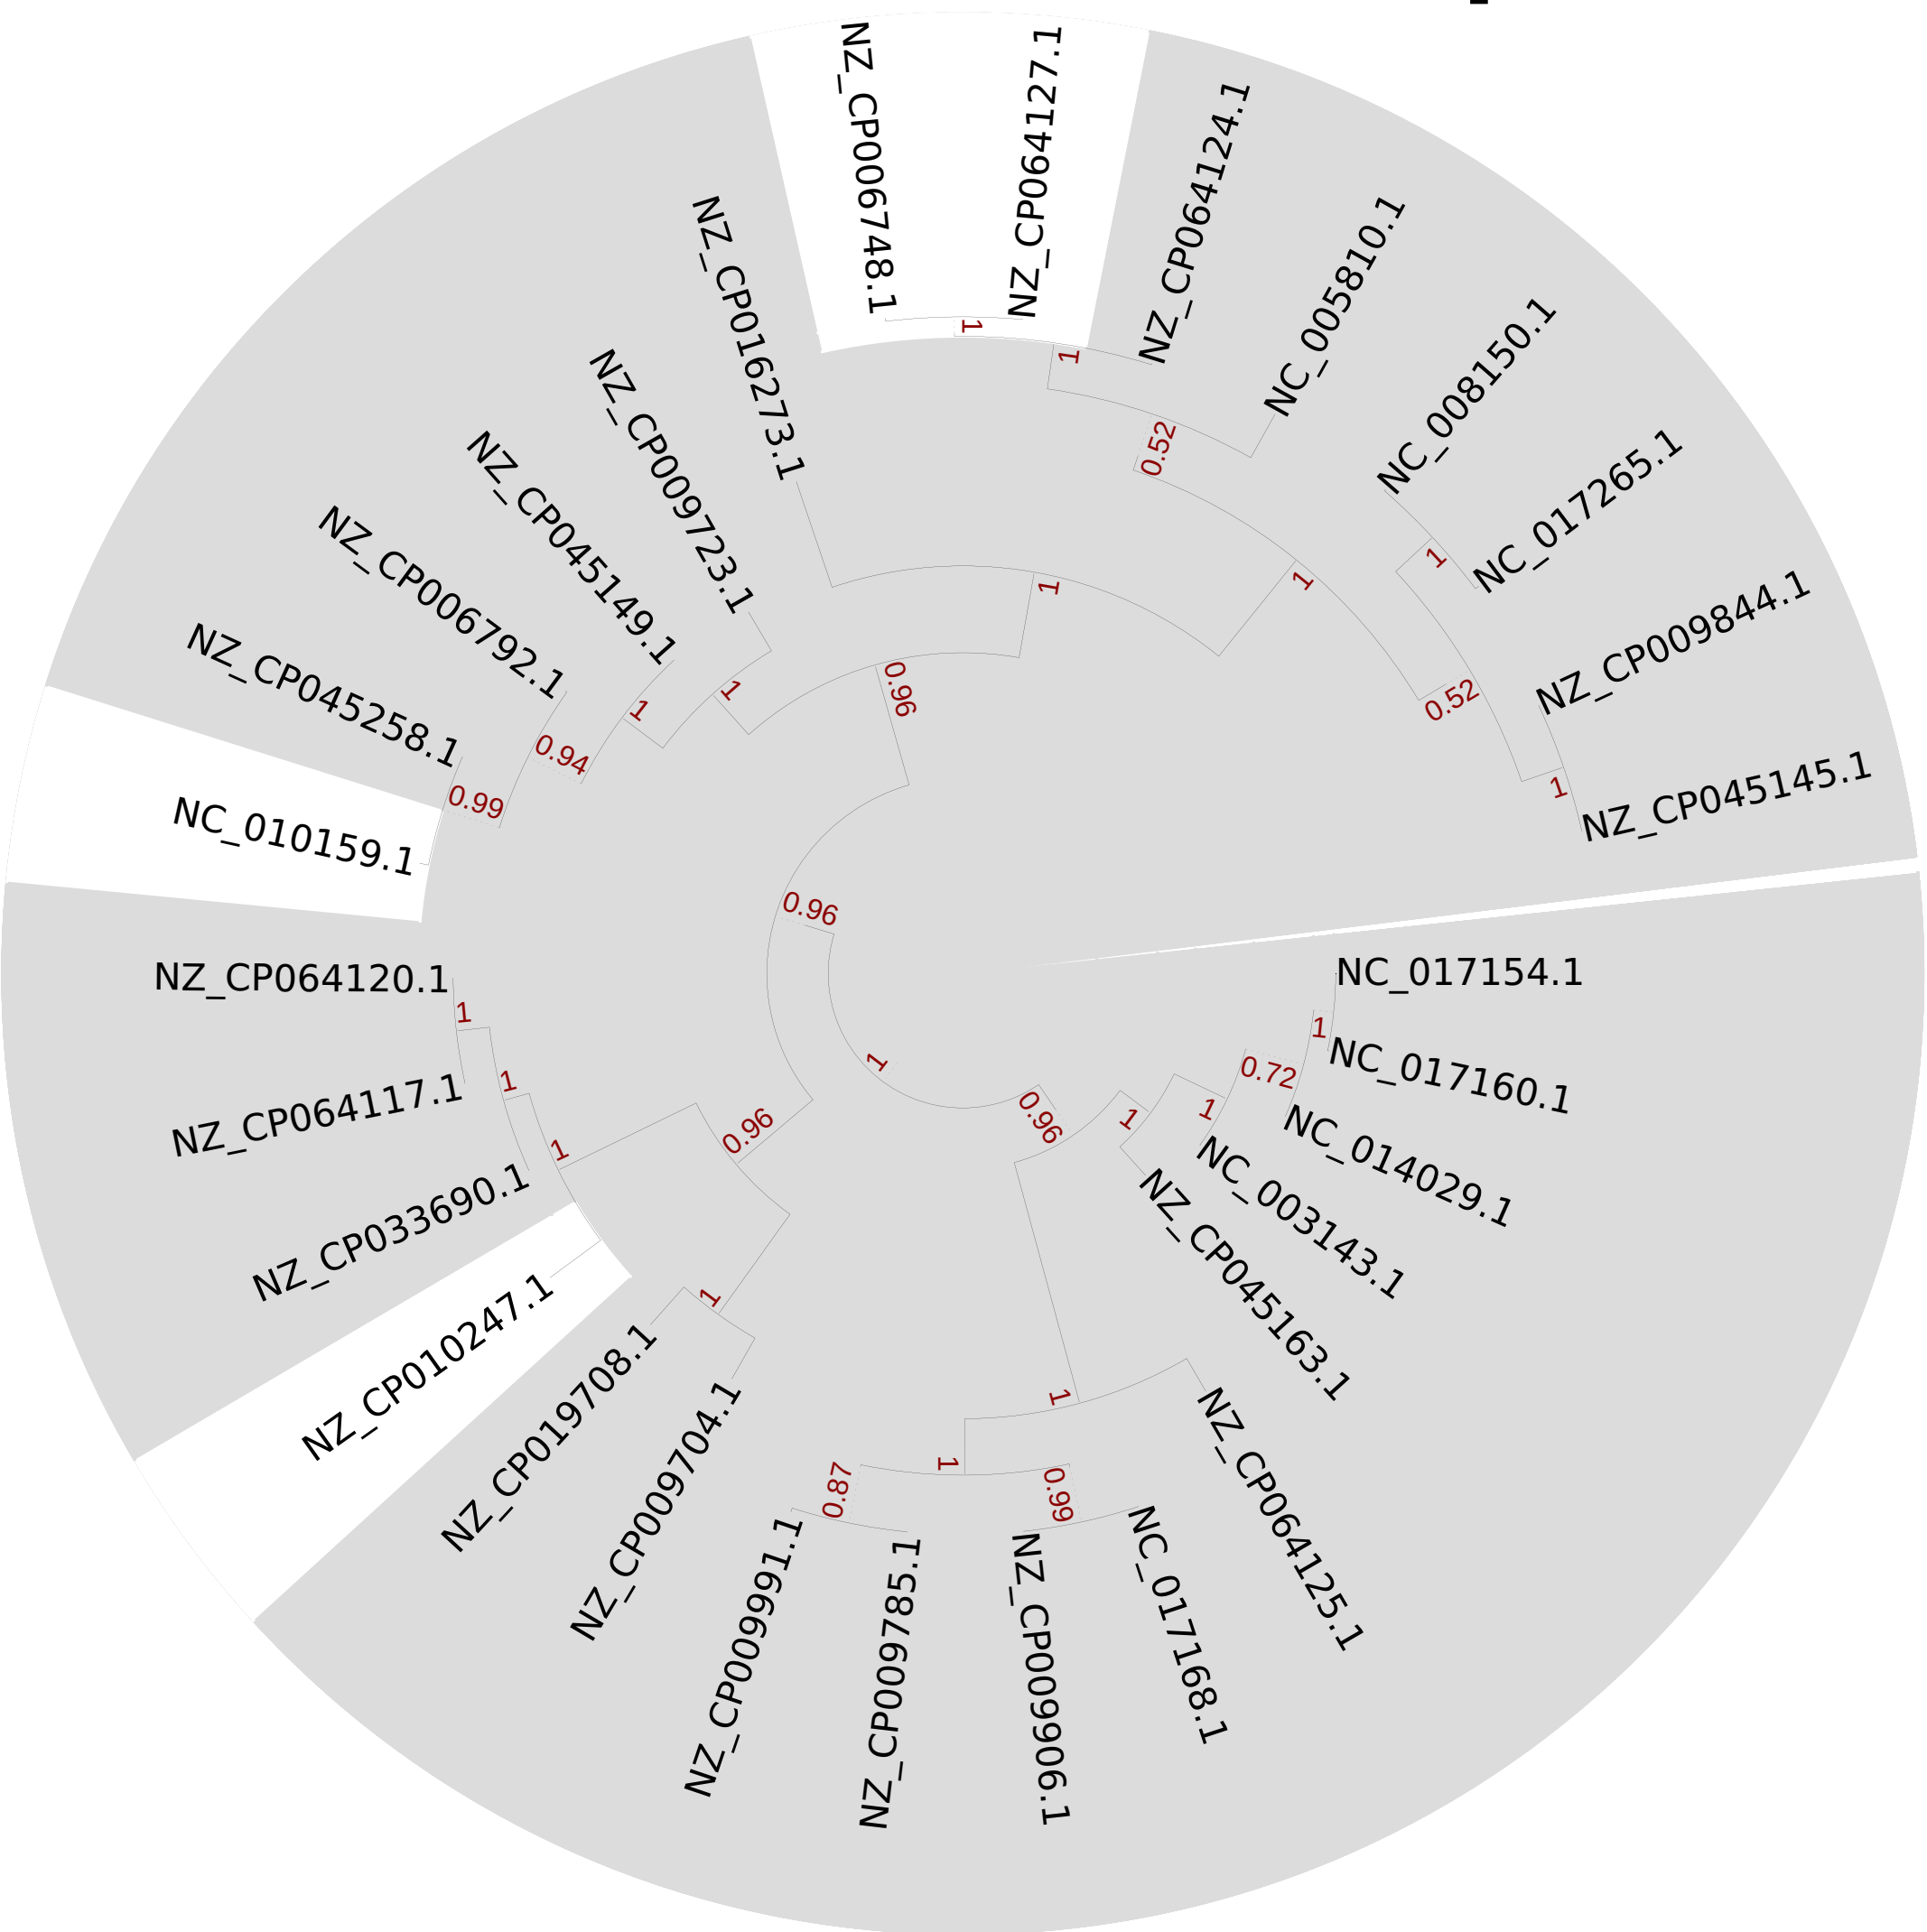 NZ_CP006748.1
NZ_CP064127.1
NZ_CP064124.1
NC_005810.1
NC_008150.1
NC_017265.1
NZ_CP009844.1
NZ_CP045145.1
NC_017154.1
NC_017160.1
NC_014029.1
NC_003143.1
NZ_CP045163.1
NZ_CP064125.1
NC_017168.1
NZ_CP009906.1
NZ_CP009785.1
NZ_CP009991.1
NZ_CP009704.1
NZ_CP019708.1
NZ_CP010247.1
NZ_CP033690.1
NZ_CP064117.1
NZ_CP064120.1
NC_010159.1
NZ_CP045258.1
NZ_CP006792.1
NZ_CP045149.1
NZ_CP009723.1
NZ_CP016273.1
1
1
0.52
1
1
0.52
1
1
0.96
1
1
0.94
0.99
0.96
1
0.96
1
1
1
0.96
1
1
1
0.87
0.99
0.96
1
1
0.72
1